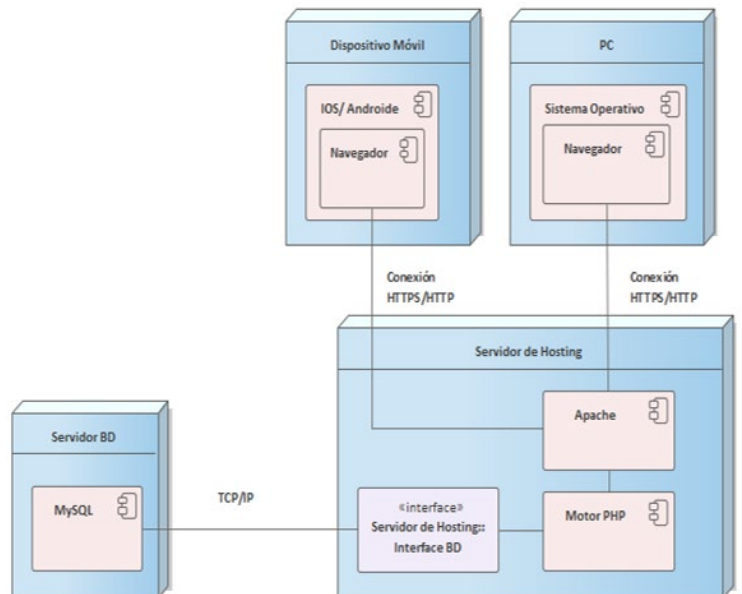 Dispositivo Móvil
PC
IOS/ Androide
Navegador
Sistema Operativo
Navegador
Conexión
HTTPS/HTTP
Conexión
HTTPS/HTTP
Servidor de Hosting
Apache
Servidor BD
MySQL
TCP/IP
«interface»
Servidor de Hosting::
Interface BD
Motor PHP